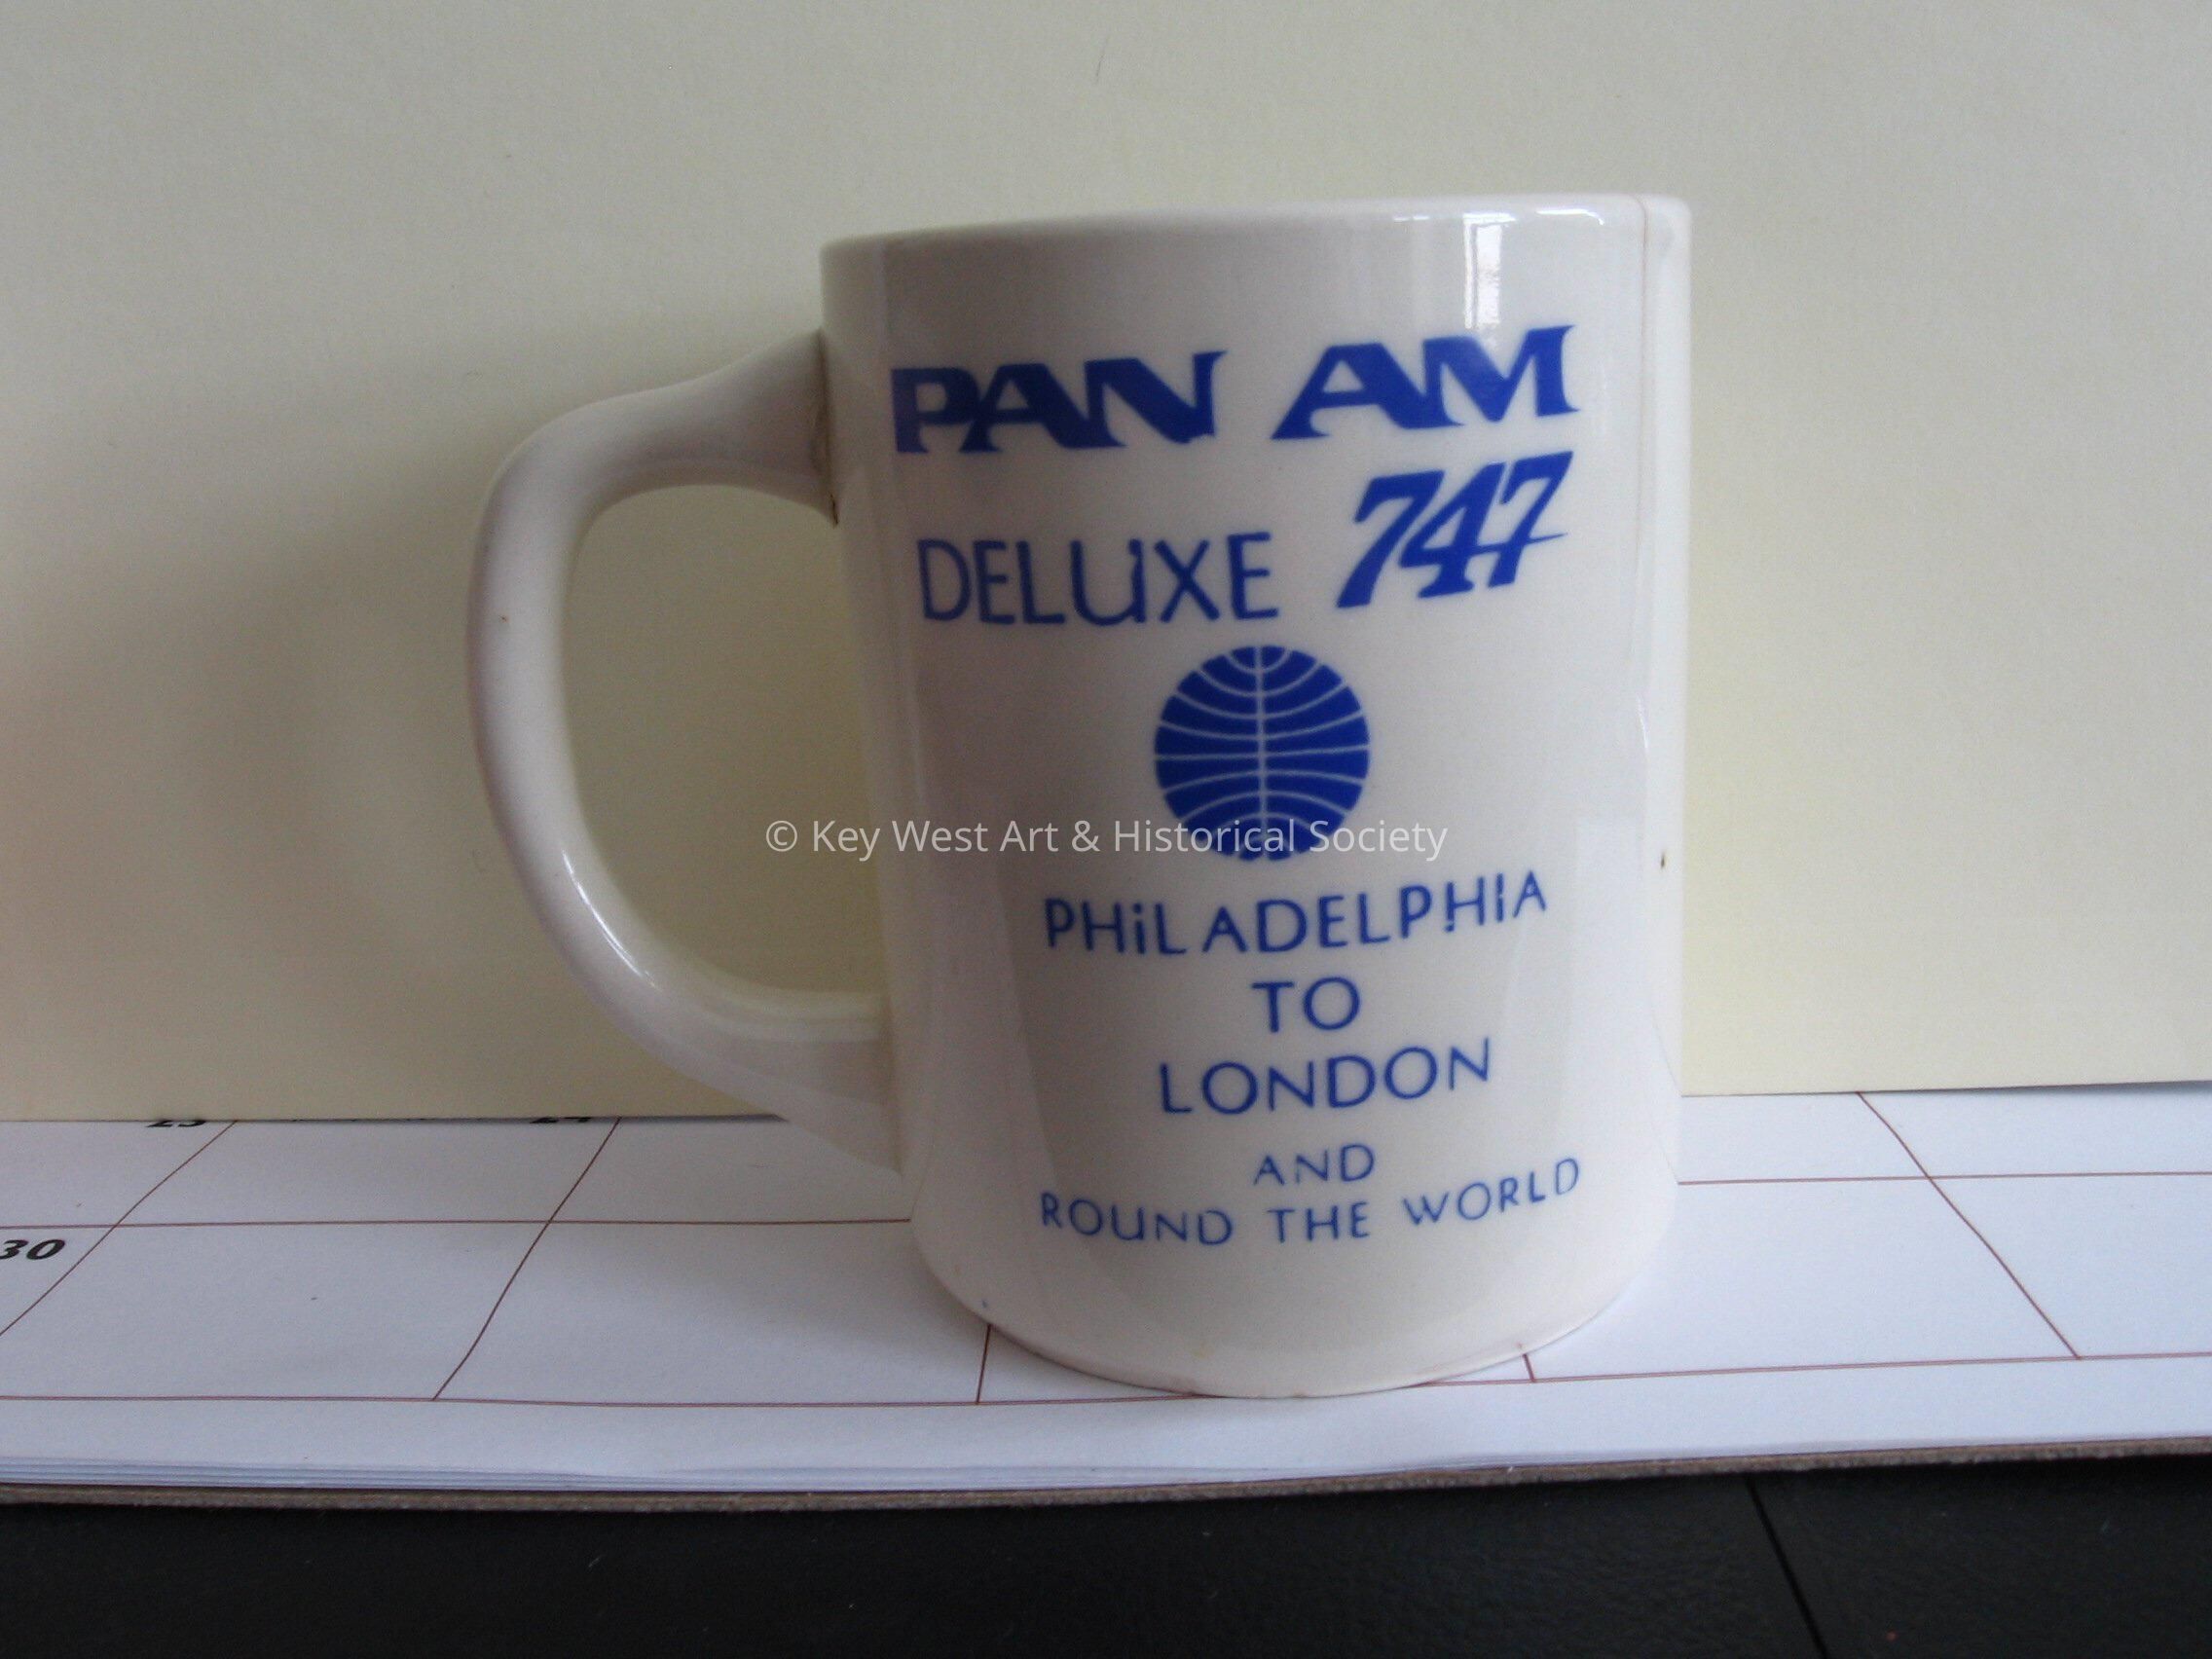 PAN AM
DELUXE 747
© Key West Art & Historical Society
PHiLADELPHiA
TO
LONDON
AND
ROUND THE WORLD
30